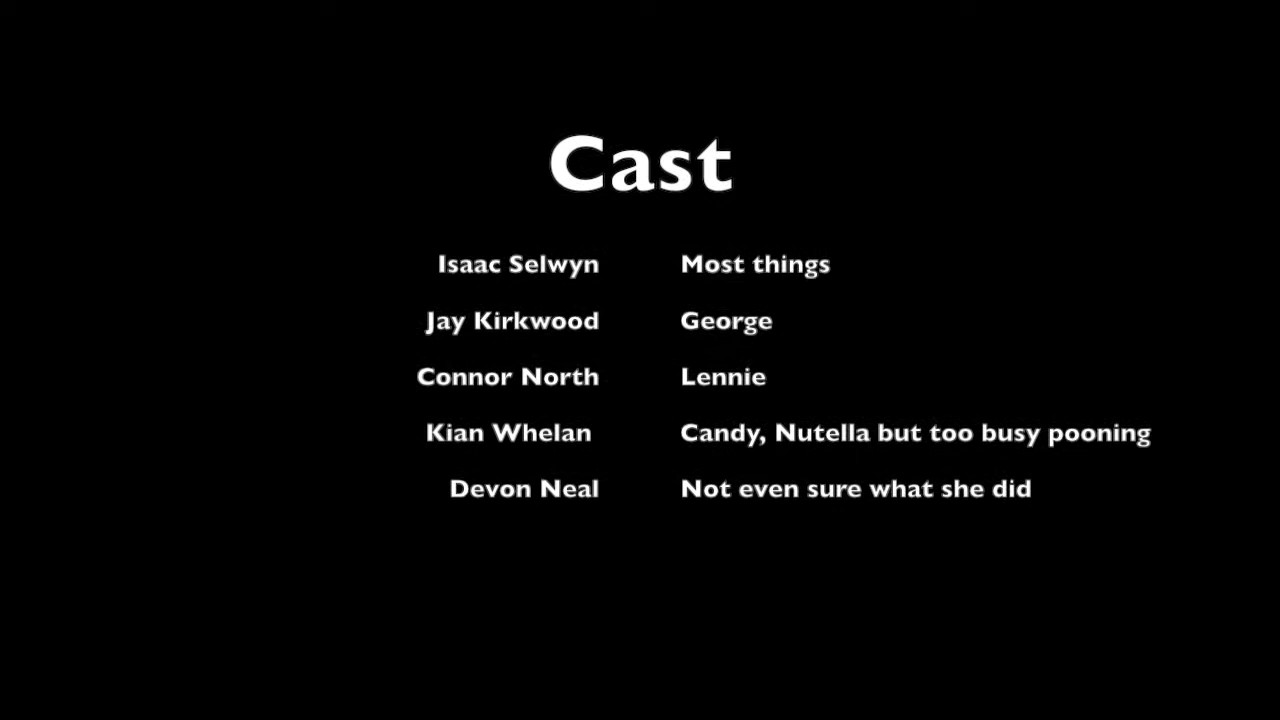 Cast
Isaac Selwyn Most things
Jay Kirkwood George
Connor North Lennie
Kian Whelan Candy, Nutella but too busy pooning
Devon Neal Not even sure what she did